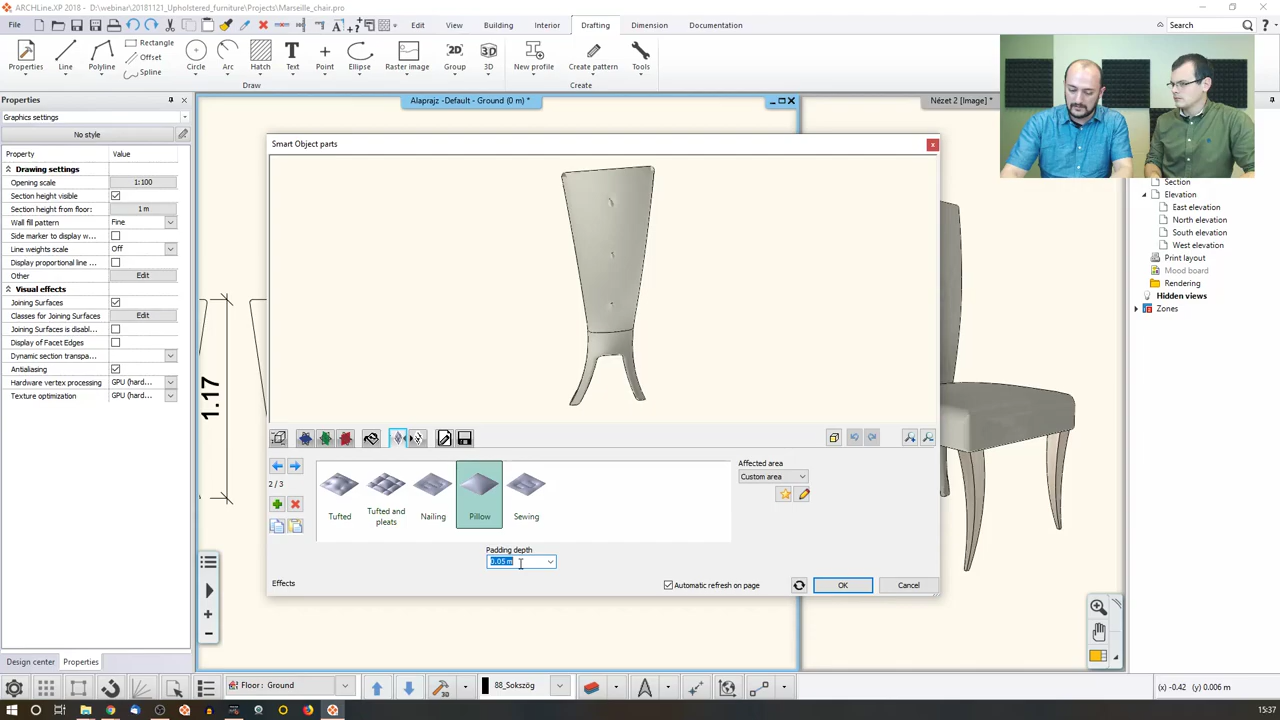 ARCHLine.XP 2018 - D:\webinar\20181121_Upholstered_furniture\Projects\Marseille_chair.pro
File
Edit
View
Building
Interior
Drafting
Dimension
Documentation
Search
Properties
Line
Polyline
Rectangle
Offset
Spline
Circle
Arc
Hatch
Text
Point
Ellipse
Raster image
Group
3D
New profile
Create pattern
Tools
Draw
Create
Properties
Graphics settings
No style
Property Value
Drawing settings
Opening scale 1:100
Section height visible
Section height from floor: 1 m
Wall fill pattern Fine
Side marker to display w...
Line weights scale Off
Display proportional line ...
Other Edit
Visual effects
Joining Surfaces
Classes for Joining Surfaces Edit
Joining Surfaces is disabl...
Display of Facet Edges
Dynamic section transpa...
Antialiasing
Hardware vertex processing GPU (hard...
Texture optimization GPU (hard...
Design center Properties
Alaprajz -Default - Ground (0 m) *
Nézet 2 [Image] *
1.17
Smart Object parts
2 / 3
Tufted
Tufted and pleats
Nailing
Pillow
Sewing
Affected area
Custom area
Padding depth
0.05 m
Effects
Automatic refresh on page
OK
Cancel
Section
Elevation
East elevation
North elevation
South elevation
West elevation
Print layout
Mood board
Rendering
Hidden views
Zones
Floor : Ground
88_Sokszög
(x) -0.42 (y) 0.006 m
15:37